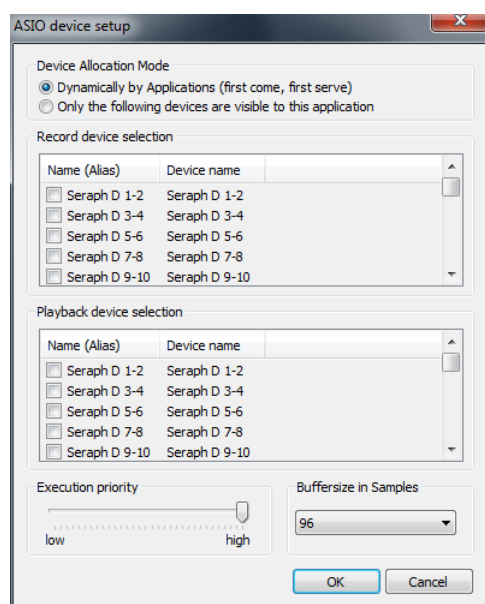 ASIO device setup
Device Allocation Mode
Dynamically by Applications (first come, first serve)
Only the following devices are visible to this application
Record device selection
Name (Alias) Device name
Seraph D 1-2 Seraph D 1-2
Seraph D 3-4 Seraph D 3-4
Seraph D 5-6 Seraph D 5-6
Seraph D 7-8 Seraph D 7-8
Seraph D 9-10 Seraph D 9-10
Playback device selection
Name (Alias) Device name
Seraph D 1-2 Seraph D 1-2
Seraph D 3-4 Seraph D 3-4
Seraph D 5-6 Seraph D 5-6
Seraph D 7-8 Seraph D 7-8
Seraph D 9-10 Seraph D 9-10
Execution priority Buffersize in Samples
96
low high
OK Cancel